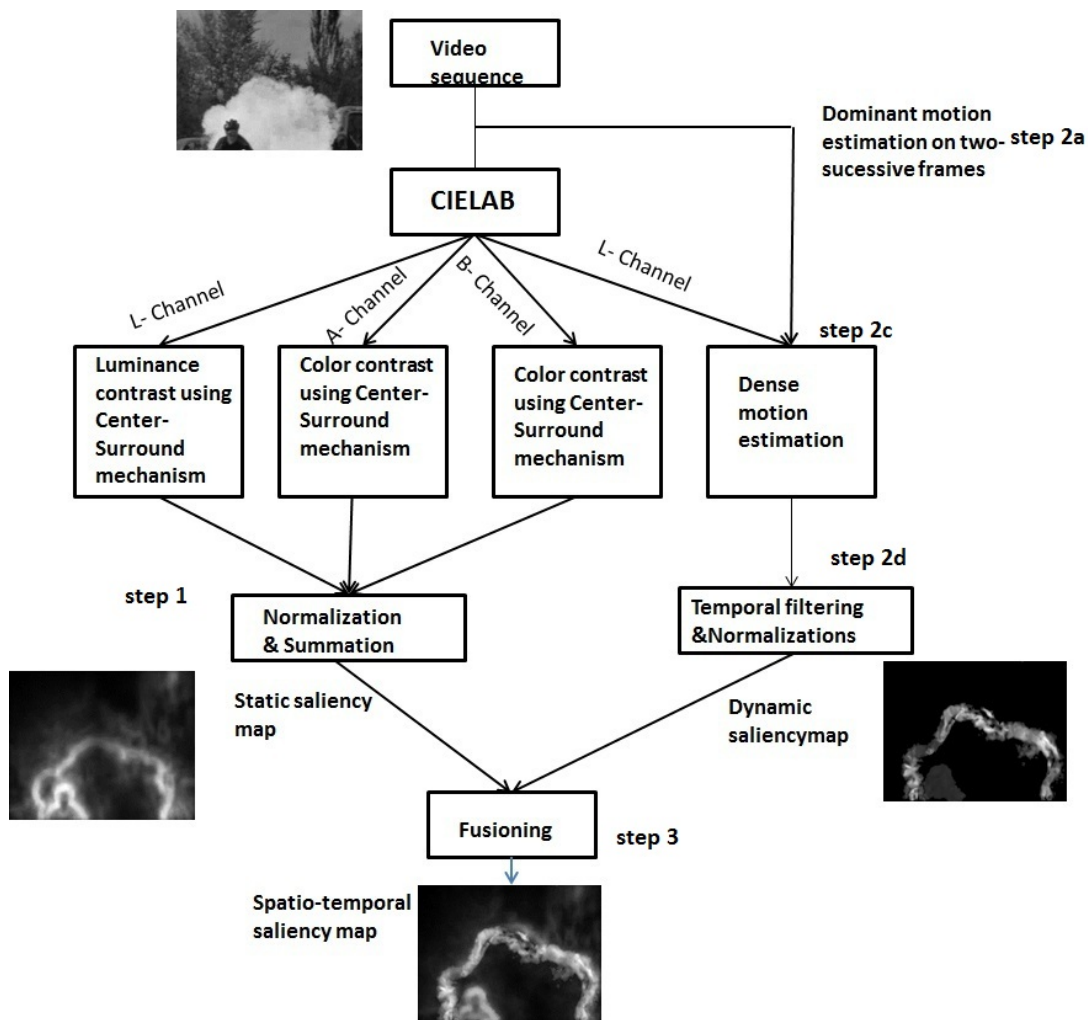 Video
sequence
Dominant motion
estimation on two-
sucessive frames
step 2a
CIELAB
L- Channel
A- Channel
B- Channel
L- Channel
step 2c
Luminance
contrast using
Center-
Surround
mechanism
Color contrast
using Center-
Surround
mechanism
Color contrast
using Center-
Surround
mechanism
Dense
motion
estimation
step 2d
step 1
Normalization
& Summation
Temporal filtering
&Normalizations
Static saliency
map
Dynamic
saliencymap
Fusioning
step 3
Spatio-temporal
saliency map